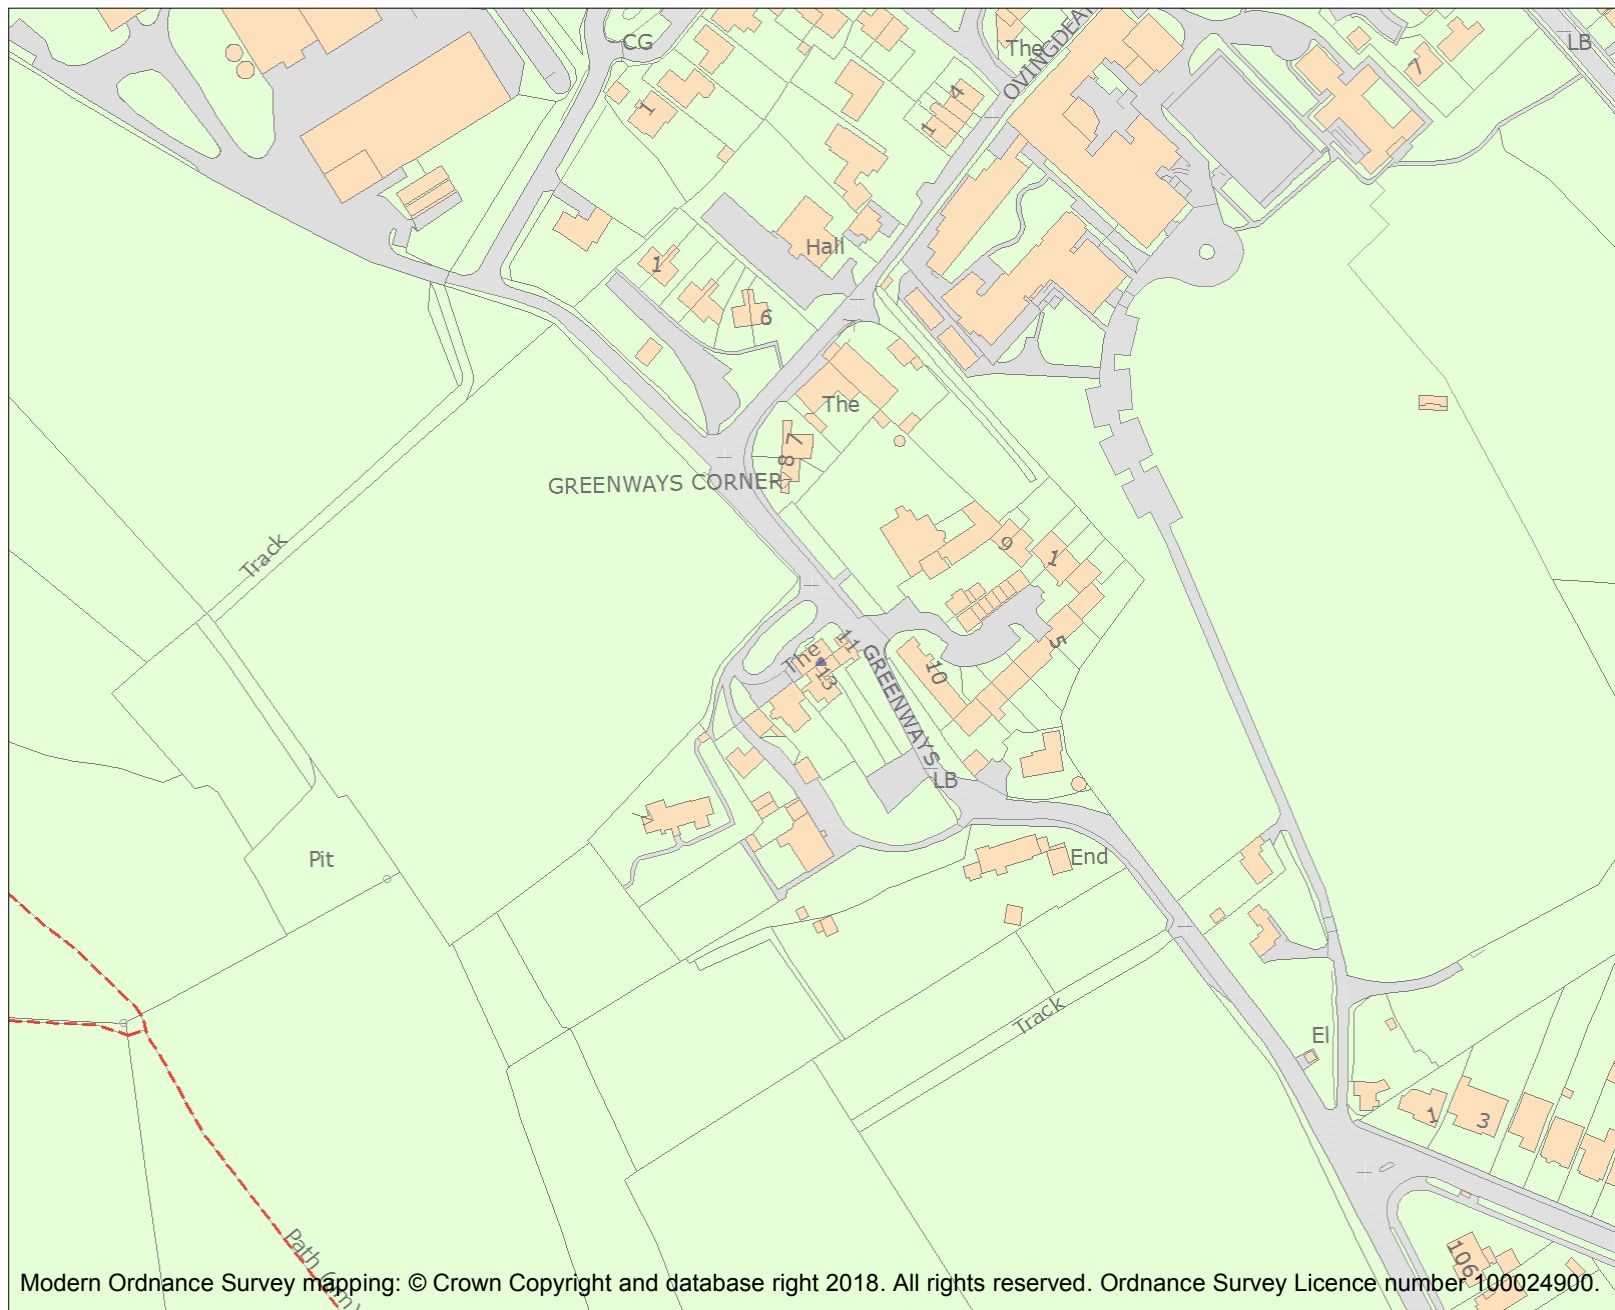 CG
The
OVINGDEAN
LB
7
1
4
1
Hall
1
6
The
7
8
GREENWAYS CORNER
Track
9
1
5
The
11
13
10
GREENWAYS
LB
Pit
End
Track
El
1
3
Path (um)
106
Modern Ordnance Survey mapping: © Crown Copyright and database right 2018. All rights reserved. Ordnance Survey Licence number 100024900.